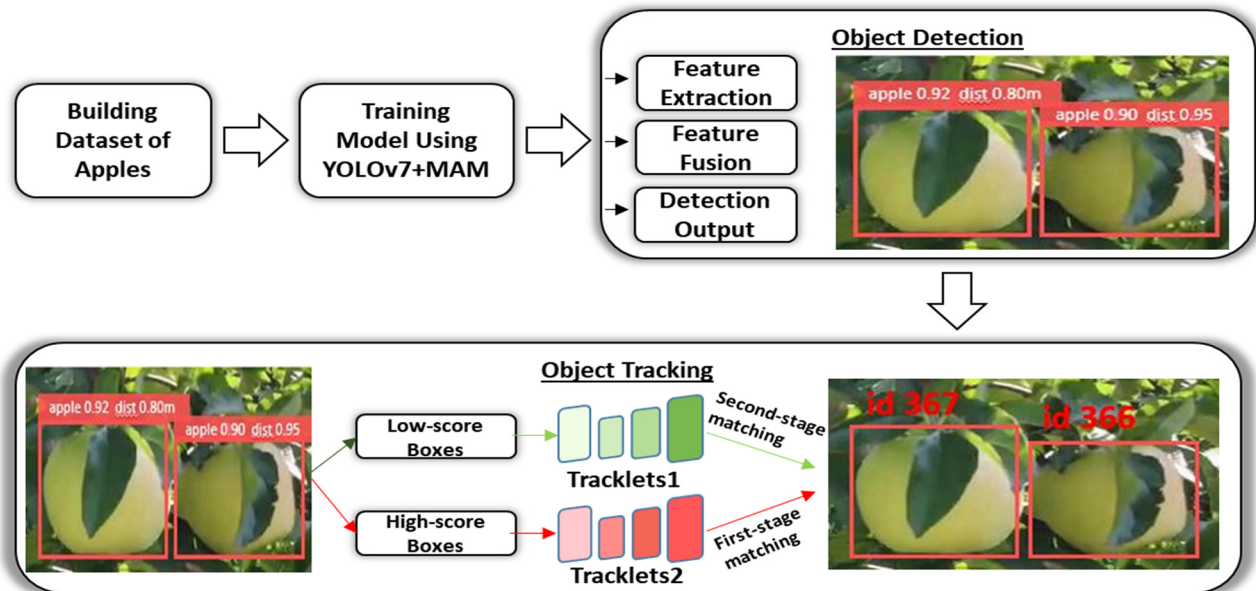 Building
Dataset of
Apples
Training
Model Using
YOLOv7+MAM
Object Detection
Feature
Extraction
Feature
Fusion
Detection
Output
apple 0.92 dist 0.80m
apple 0.90 dist 0.95
Object Tracking
apple 0.92 dist 0.80m
apple 0.90 dist 0.95
Low-score
Boxes
High-score
Boxes
Tracklets1
Tracklets2
Second-stage
matching
First-stage
matching
id 367
id 366